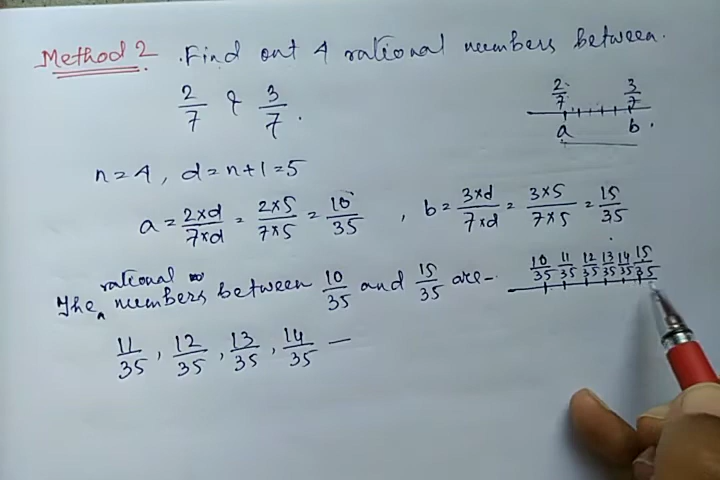 Method 2 . Find out 4 rational numbers between.
2/7 & 3/7 .
2/7 3/7
a b .
n = 4 , d = n+1 = 5
a = 2×d/7×d = 2×5/7×5 = 10/35 , b = 3×d/7×d = 3×5/7×5 = 15/35
The rational numbers between 10/35 and 15/35 are-
10/35 11/35 12/35 13/35 14/35 15/35
11/35 , 12/35 , 13/35 , 14/35 —